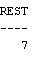 REST
----
7